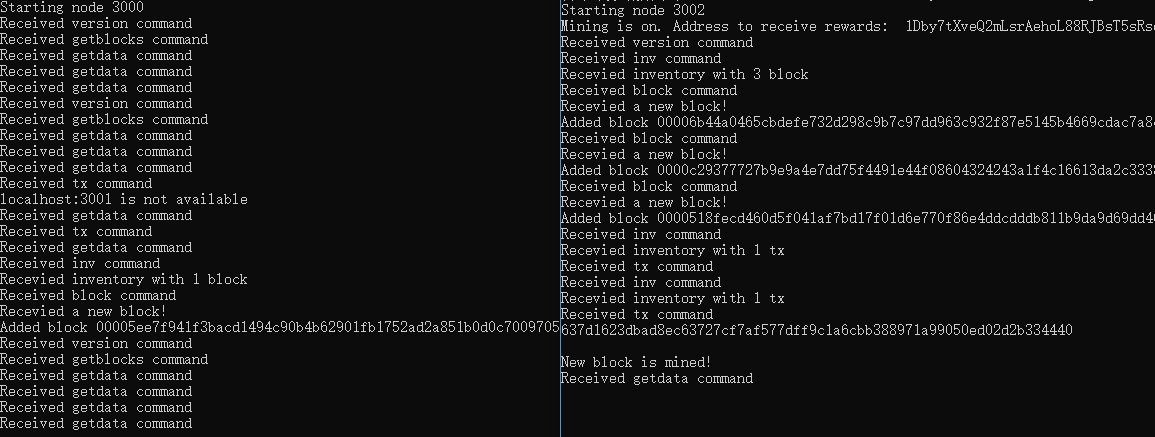 Starting node 3000
Received version command
Received getblocks command
Received getdata command
Received getdata command
Received getdata command
Received version command
Received getblocks command
Received getdata command
Received getdata command
Received getdata command
Received tx command
localhost:3001 is not available
Received getdata command
Received tx command
Received getdata command
Received inv command
Recevied inventory with 1 block
Received block command
Recevied a new block!
Added block 00005ee7f941f3bacd1494c90b4b62901fb1752ad2a851b0d0c7009705
Received version command
Received getblocks command
Received getdata command
Received getdata command
Received getdata command
Received getdata command
Starting node 3002
Mining is on. Address to receive rewards:  1Dby7tXveQ2mLsrAehoL88RJBsT5sRs
Received version command
Received inv command
Recevied inventory with 3 block
Received block command
Recevied a new block!
Added block 00006b44a0465cbdefe732d298c9b7c97dd963c932f87e5145b4669cdac7a8
Received block command
Recevied a new block!
Added block 0000c29377727b9e9a4e7dd75f4491e44f08604324243a1f4c16613da2c333
Received block command
Recevied a new block!
Added block 0000518fecd460d5f041af7bd17f01d6e770f86e4ddcdddb811b9da9d69dd4
Received inv command
Recevied inventory with 1 tx
Received tx command
Received inv command
Recevied inventory with 1 tx
Received tx command
637d1623dbad8ec63727cf7af577dff9c1a6cbb388971a99050ed02d2b334440
New block is mined!
Received getdata command